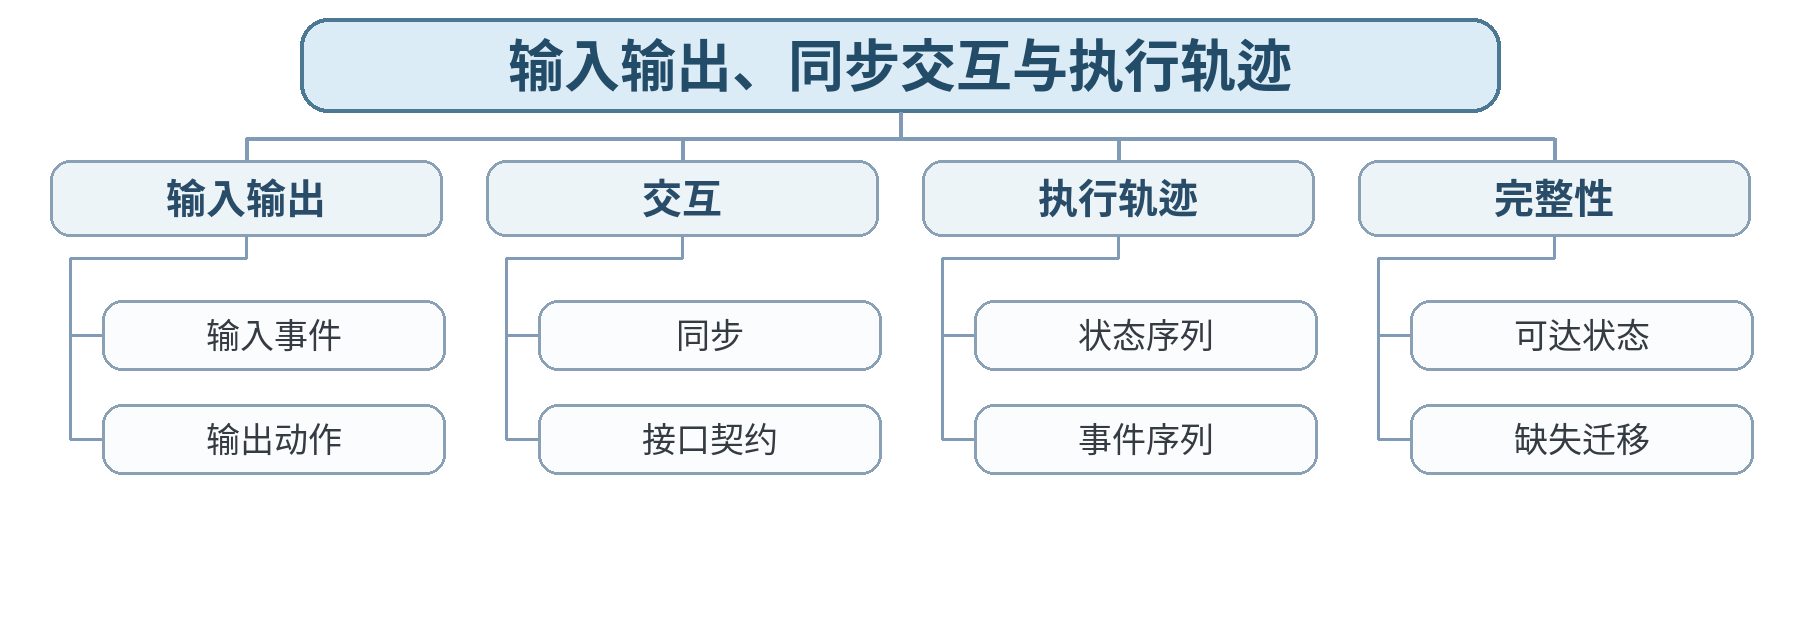 输入输出、同步交互与执行轨迹
输入输出
交互
执行轨迹
完整性
输入事件
同步
状态序列
可达状态
输出动作
接口契约
事件序列
缺失迁移